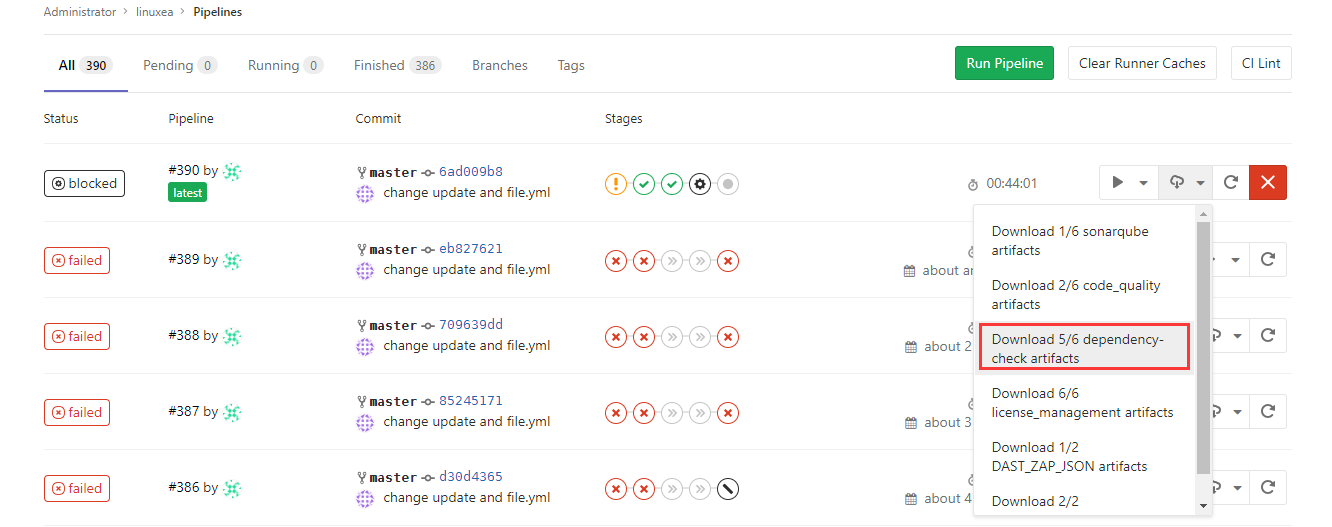 Administrator > linuxea > Pipelines
All 390 Pending 0 Running 0 Finished 386 Branches Tags Run Pipeline Clear Runner Caches CI Lint
Status Pipeline Commit Stages
blocked #390 by master 6ad009b8 00:44:01
latest change update and file.yml
Download 1/6 sonarqube
artifacts
failed #389 by master eb827621
change update and file.yml about
Download 2/6 code_quality
artifacts
failed #388 by master 709639dd
change update and file.yml about 2
Download 5/6 dependency-
check artifacts
failed #387 by master 85245171
change update and file.yml about 3
Download 6/6
license_management artifacts
Download 1/2
DAST_ZAP_JSON artifacts
failed #386 by master d30d4365
change update and file.yml about 4
Download 2/2